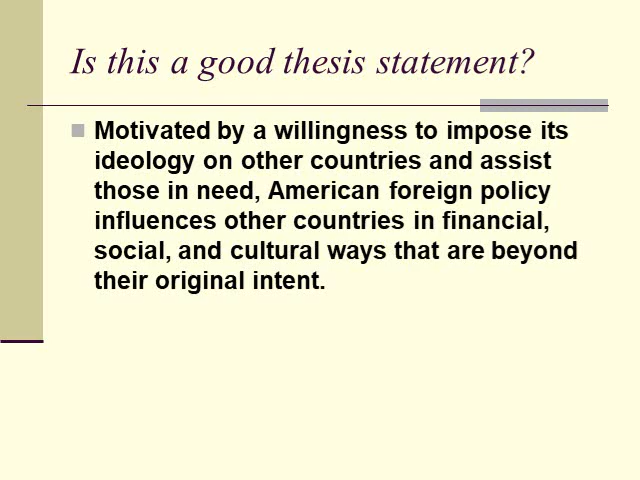 Is this a good thesis statement?
Motivated by a willingness to impose its
ideology on other countries and assist
those in need, American foreign policy
influences other countries in financial,
social, and cultural ways that are beyond
their original intent.